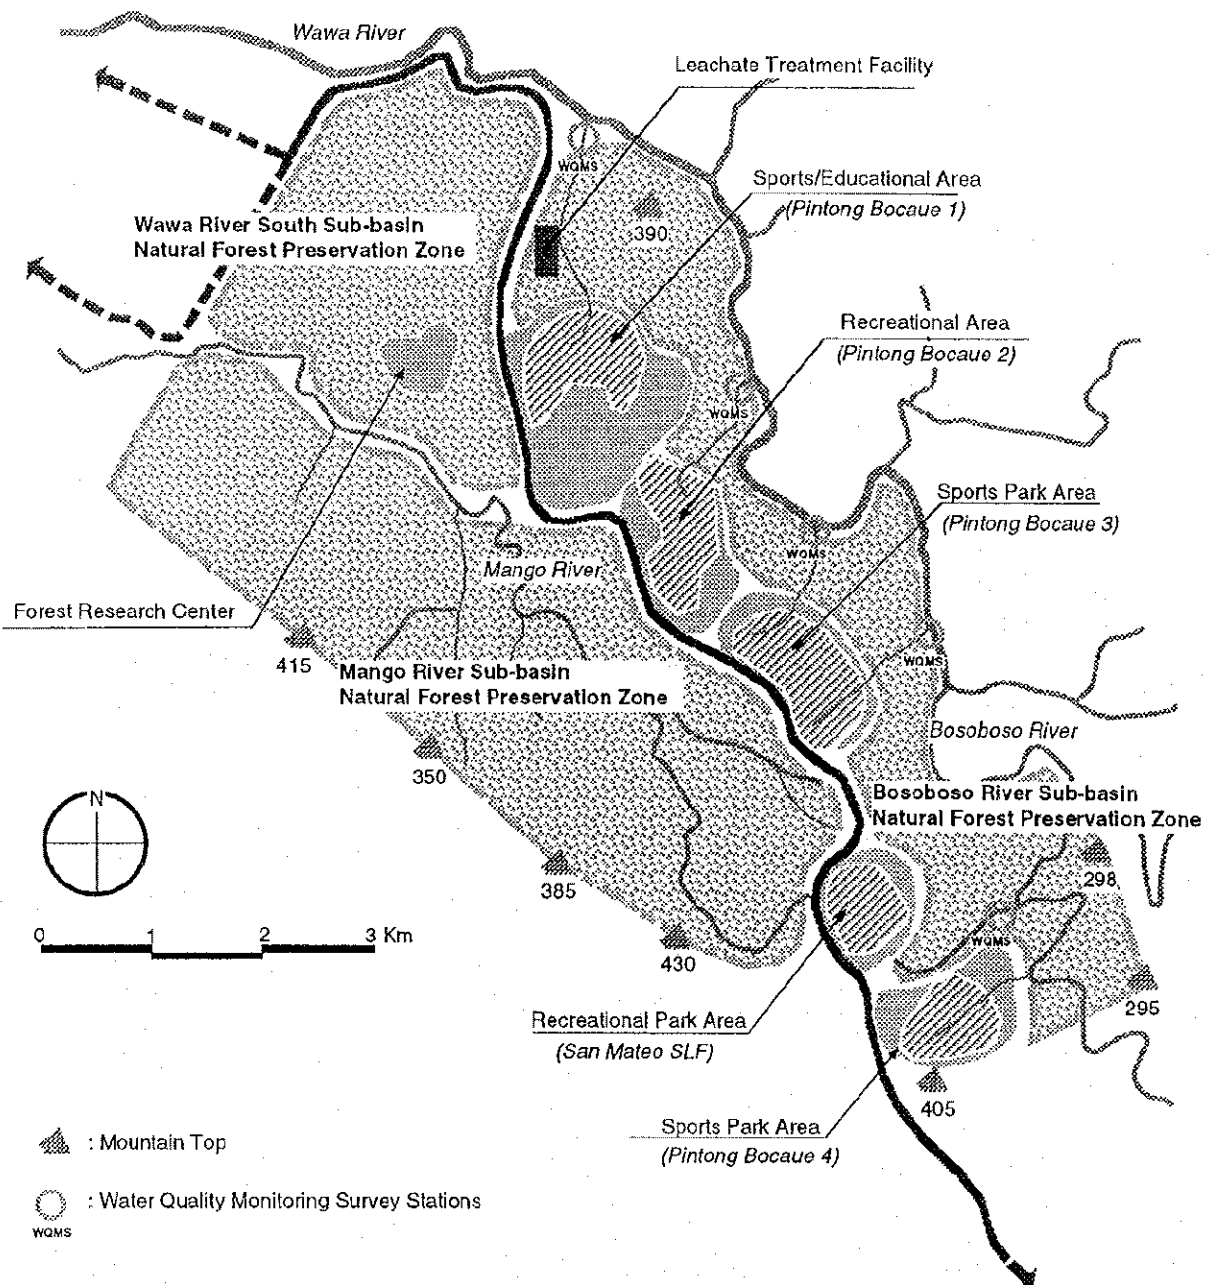 Wawa River
Leachate Treatment Facility
WQMS
Sports/Educational Area
(Pintong Bocaue 1)
390
Wawa River South Sub-basin
Natural Forest Preservation Zone
Recreational Area
(Pintong Bocaue 2)
WQMS
Sports Park Area
(Pintong Bocaue 3)
WQMS
Mango River
Forest Research Center
415
WQMS
Mango River Sub-basin
Natural Forest Preservation Zone
Bosoboso River
350
N
Bosoboso River Sub-basin
Natural Forest Preservation Zone
385
298
0 1 2 3 Km
430
WQMS
295
Recreational Park Area
(San Mateo SLF)
405
Sports Park Area
(Pintong Bocaue 4)
: Mountain Top
: Water Quality Monitoring Survey Stations
WQMS